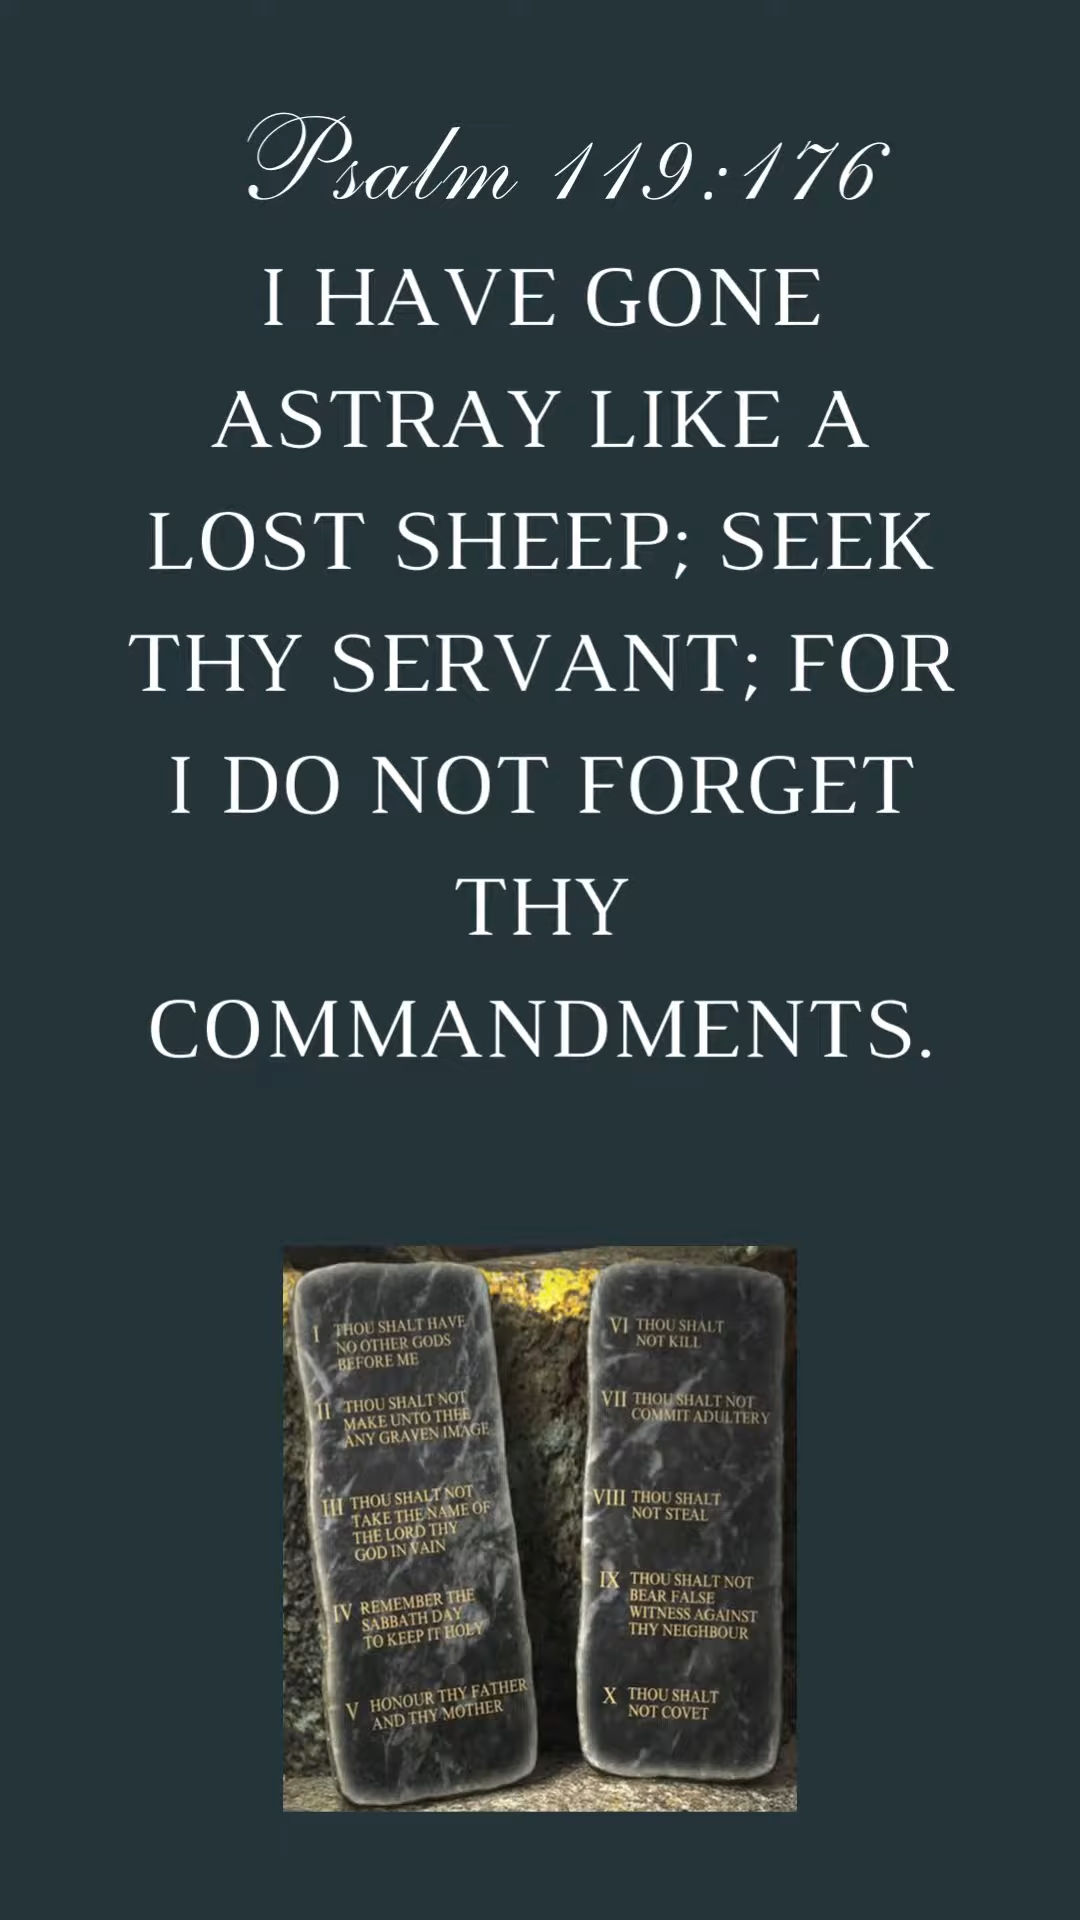 Psalm 119:176
I HAVE GONE
ASTRAY LIKE A
LOST SHEEP; SEEK
THY SERVANT; FOR
I DO NOT FORGET
THY
COMMANDMENTS.
I THOU SHALT HAVE
NO OTHER GODS
BEFORE ME
II THOU SHALT NOT
MAKE UNTO THEE
ANY GRAVEN IMAGE
III THOU SHALT NOT
TAKE THE NAME OF
THE LORD THY
GOD IN VAIN
IV REMEMBER THE
SABBATH DAY
TO KEEP IT HOLY
V HONOUR THY FATHER
AND THY MOTHER
VI THOU SHALT
NOT KILL
VII THOU SHALT NOT
COMMIT ADULTERY
VIII THOU SHALT
NOT STEAL
IX THOU SHALT NOT
BEAR FALSE
WITNESS AGAINST
THY NEIGHBOUR
X THOU SHALT
NOT COVET